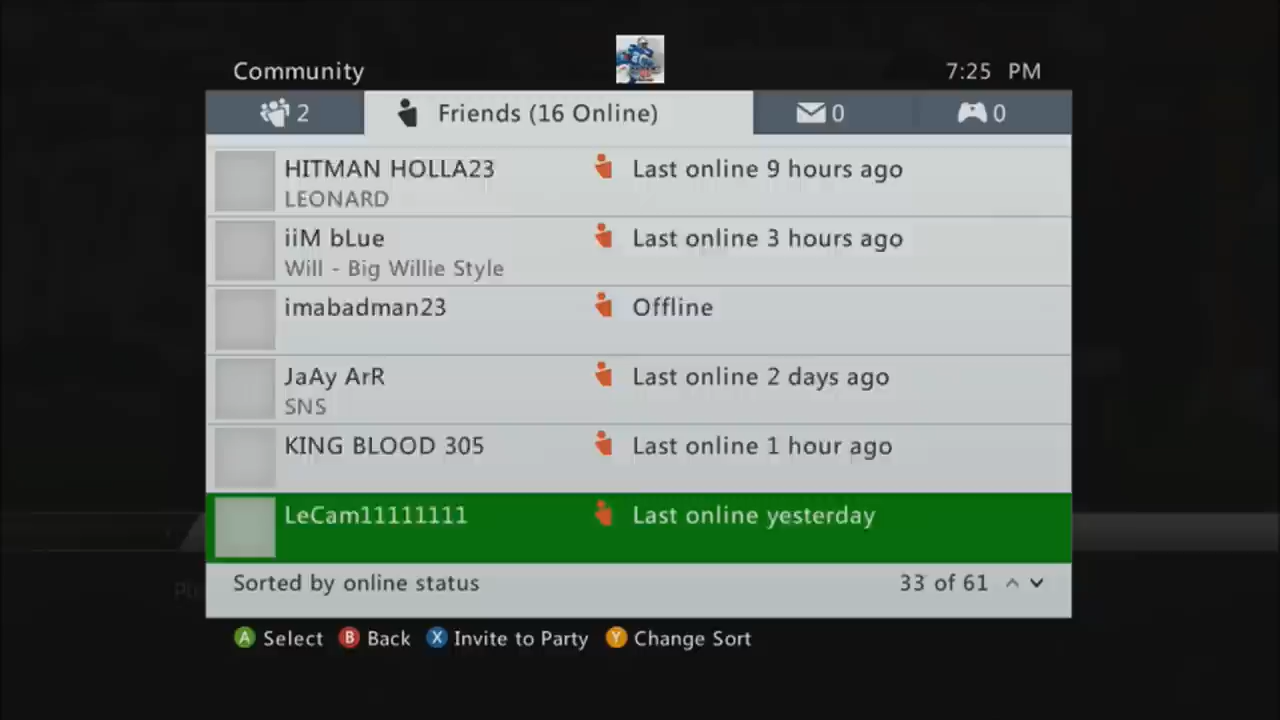 Community
7:25 PM
2
Friends (16 Online)
0
0
HITMAN HOLLA23
Last online 9 hours ago
LEONARD
iiM bLue
Last online 3 hours ago
Will - Big Willie Style
imabadman23
Offline
JaAy ArR
Last online 2 days ago
SNS
KING BLOOD 305
Last online 1 hour ago
LeCam11111111
Last online yesterday
Sorted by online status
33 of 61
A Select B Back X Invite to Party Y Change Sort